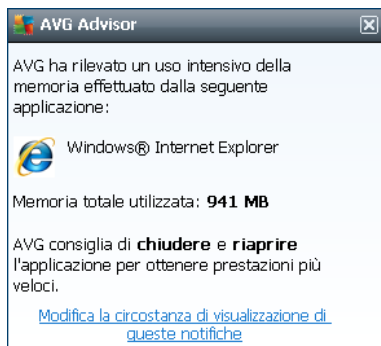 AVG Advisor
AVG ha rilevato un uso intensivo della
memoria effettuato dalla seguente
applicazione:
Windows® Internet Explorer
Memoria totale utilizzata: 941 MB
AVG consiglia di chiudere e riaprire
l'applicazione per ottenere prestazioni più
veloci.
Modifica la circostanza di visualizzazione di
queste notifiche